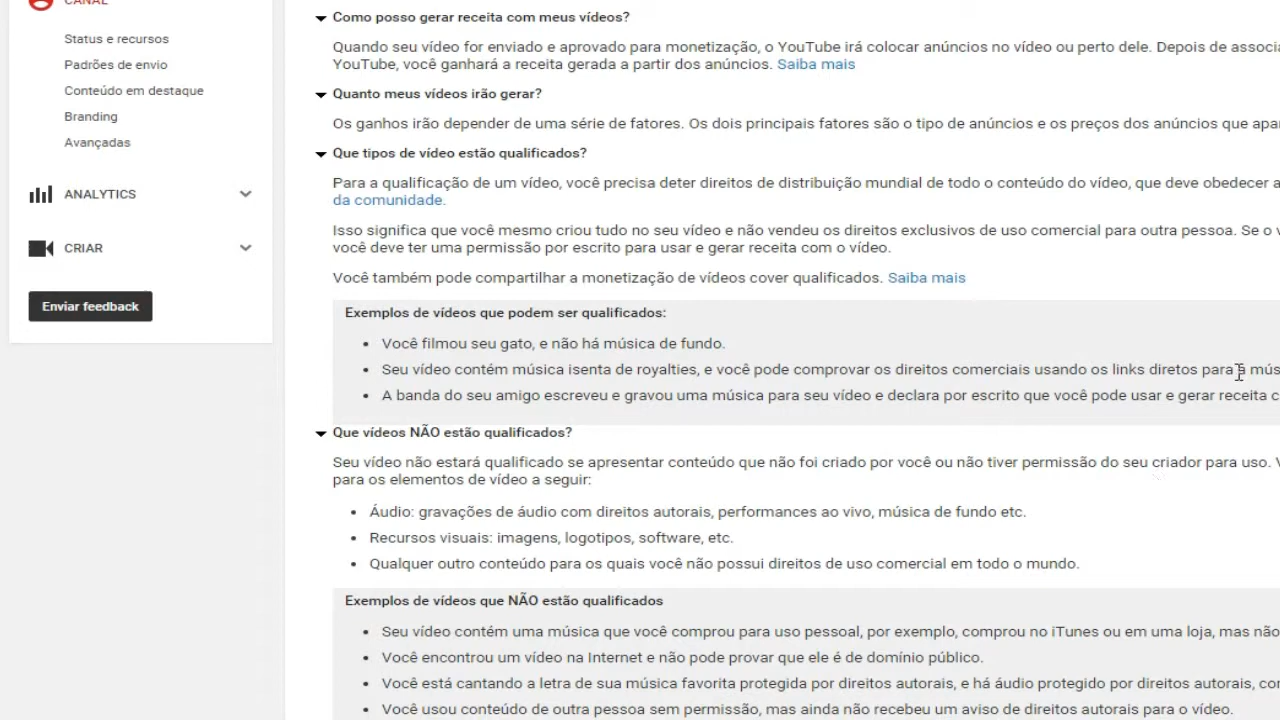 CANAL
Status e recursos
Padrões de envio
Conteúdo em destaque
Branding
Avançadas
ANALYTICS
CRIAR
Enviar feedback
Como posso gerar receita com meus vídeos?
Quando seu vídeo for enviado e aprovado para monetização, o YouTube irá colocar anúncios no vídeo ou perto dele. Depois de associa
YouTube, você ganhará a receita gerada a partir dos anúncios. Saiba mais
Quanto meus vídeos irão gerar?
Os ganhos irão depender de uma série de fatores. Os dois principais fatores são o tipo de anúncios e os preços dos anúncios que apar
Que tipos de vídeo estão qualificados?
Para a qualificação de um vídeo, você precisa deter direitos de distribuição mundial de todo o conteúdo do vídeo, que deve obedecer a
da comunidade.
Isso significa que você mesmo criou tudo no seu vídeo e não vendeu os direitos exclusivos de uso comercial para outra pessoa. Se o v
você deve ter uma permissão por escrito para usar e gerar receita com o vídeo.
Você também pode compartilhar a monetização de vídeos cover qualificados. Saiba mais
Exemplos de vídeos que podem ser qualificados:
• Você filmou seu gato, e não há música de fundo.
• Seu vídeo contém música isenta de royalties, e você pode comprovar os direitos comerciais usando os links diretos para a mús
• A banda do seu amigo escreveu e gravou uma música para seu vídeo e declara por escrito que você pode usar e gerar receita c
Que vídeos NÃO estão qualificados?
Seu vídeo não estará qualificado se apresentar conteúdo que não foi criado por você ou não tiver permissão do seu criador para uso. V
para os elementos de vídeo a seguir:
• Áudio: gravações de áudio com direitos autorais, performances ao vivo, música de fundo etc.
• Recursos visuais: imagens, logotipos, software, etc.
• Qualquer outro conteúdo para os quais você não possui direitos de uso comercial em todo o mundo.
Exemplos de vídeos que NÃO estão qualificados
• Seu vídeo contém uma música que você comprou para uso pessoal, por exemplo, comprou no iTunes ou em uma loja, mas não
• Você encontrou um vídeo na Internet e não pode provar que ele é de domínio público.
• Você está cantando a letra de sua música favorita protegida por direitos autorais, e há áudio protegido por direitos autorais, con
• Você usou conteúdo de outra pessoa sem permissão, mas ainda não recebeu um aviso de direitos autorais para o vídeo.